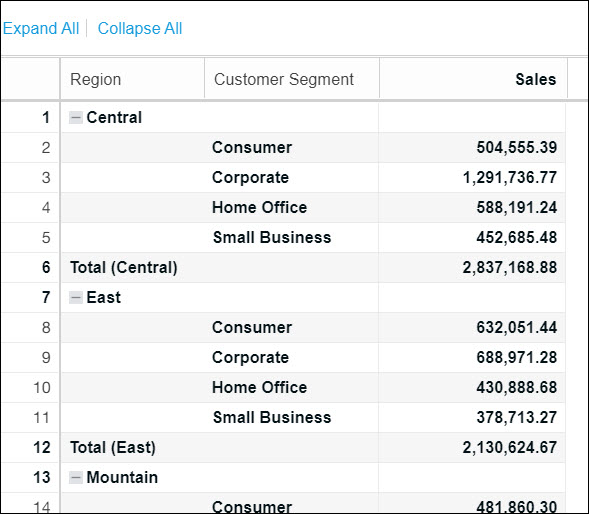 Expand All Collapse All
Region Customer Segment Sales
1 Central
2 Consumer 504,555.39
3 Corporate 1,291,736.77
4 Home Office 588,191.24
5 Small Business 452,685.48
6 Total (Central) 2,837,168.88
7 East
8 Consumer 632,051.44
9 Corporate 688,971.28
10 Home Office 430,888.68
11 Small Business 378,713.27
12 Total (East) 2,130,624.67
13 Mountain
14 Consumer 481,860.30